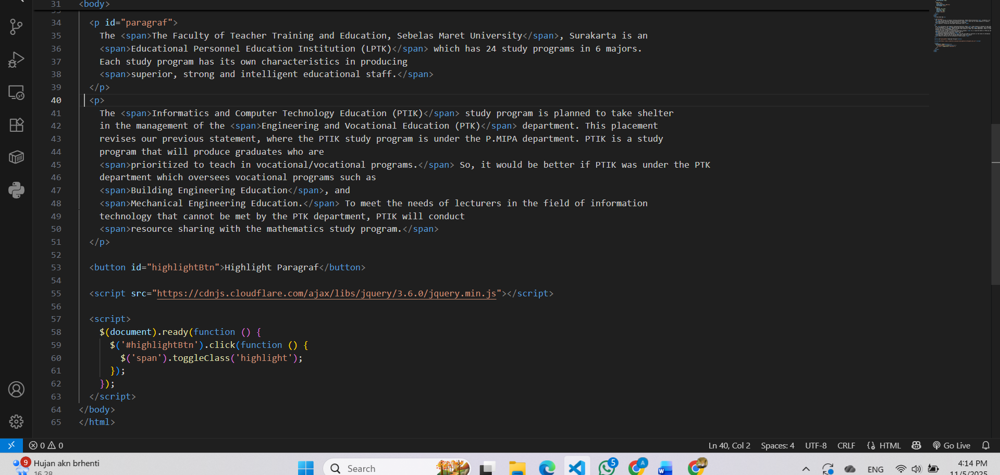 31 <body>
34 <p id="paragraf">
35 The <span>The Faculty of Teacher Training and Education, Sebelas Maret University</span>, Surakarta is an
36 <span>Educational Personnel Education Institution (LPTK)</span> which has 24 study programs in 6 majors.
37 Each study program has its own characteristics in producing
38 <span>superior, strong and intelligent educational staff.</span>
39 </p>
40 <p>
41 The <span>Informatics and Computer Technology Education (PTIK)</span> study program is planned to take shelter
42 in the management of the <span>Engineering and Vocational Education (PTK)</span> department. This placement
43 revises our previous statement, where the PTIK study program is under the P.MIPA department. PTIK is a study
44 program that will produce graduates who are
45 <span>prioritized to teach in vocational/vocational programs.</span> So, it would be better if PTIK was under the PTK
46 department which oversees vocational programs such as
47 <span>Building Engineering Education</span>, and
48 <span>Mechanical Engineering Education.</span> To meet the needs of lecturers in the field of information
49 technology that cannot be met by the PTK department, PTIK will conduct
50 <span>resource sharing with the mathematics study program.</span>
51 </p>
52
53 <button id="highlightBtn">Highlight Paragraf</button>
54
55 <script src="https://cdnjs.cloudflare.com/ajax/libs/jquery/3.6.0/jquery.min.js"></script>
56
57 <script>
58 $(document).ready(function () {
59 $('#highlightBtn').click(function () {
60 $('span').toggleClass('highlight');
61 });
62 });
63 </script>
64 </body>
65 </html>
0 0 Ln 40, Col 2 Spaces: 4 UTF-8 CRLF HTML Go Live
9 Hujan akn brhenti
16.28
Search
5
A
ENG
4:14 PM
11/5/2025